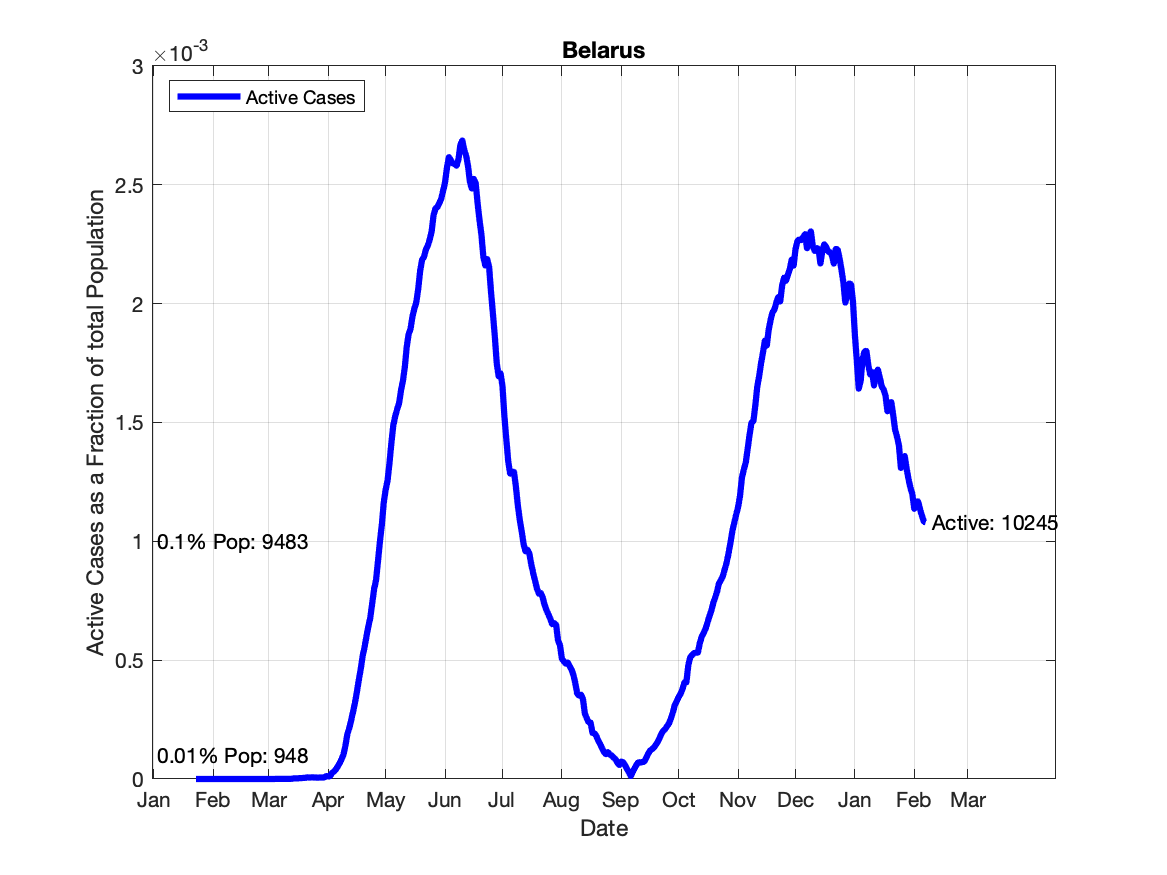 Belarus
×10-3
Active Cases
3
2.5
2
1.5
1
0.5
0
Active Cases as a Fraction of total Population
0.1% Pop: 9483
0.01% Pop: 948
Active: 10245
Jan Feb Mar Apr May Jun Jul Aug Sep Oct Nov Dec Jan Feb Mar
Date